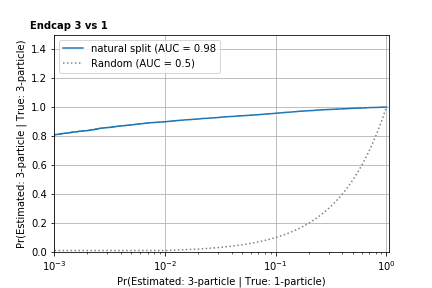 Endcap 3 vs 1
Pr(Estimated: 3-particle | True: 3-particle)
1.4
1.2
1.0
0.8
0.6
0.4
0.2
0.0
natural split (AUC = 0.98
Random (AUC = 0.5)
10⁻³
10⁻²
10⁻¹
10⁰
Pr(Estimated: 3-particle | True: 1-particle)